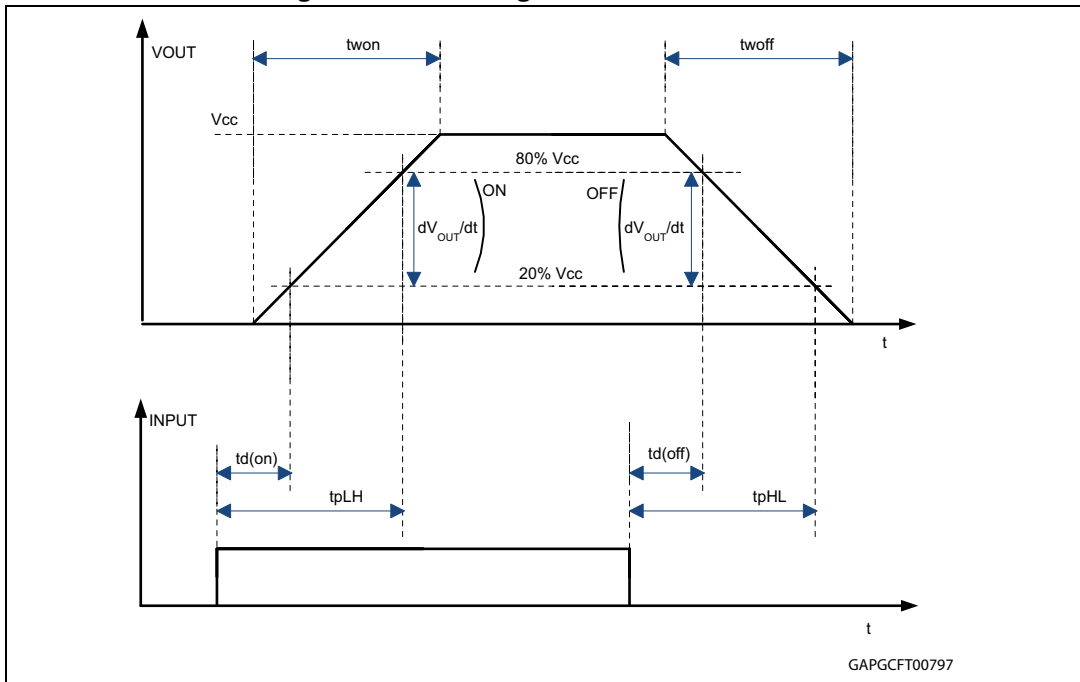 VOUT
twon
twoff
Vcc
80% Vcc
ON
OFF
dVOUT/dt
dVOUT/dt
20% Vcc
t
INPUT
td(on)
td(off)
tpLH
tpHL
t
GAPGCFT00797